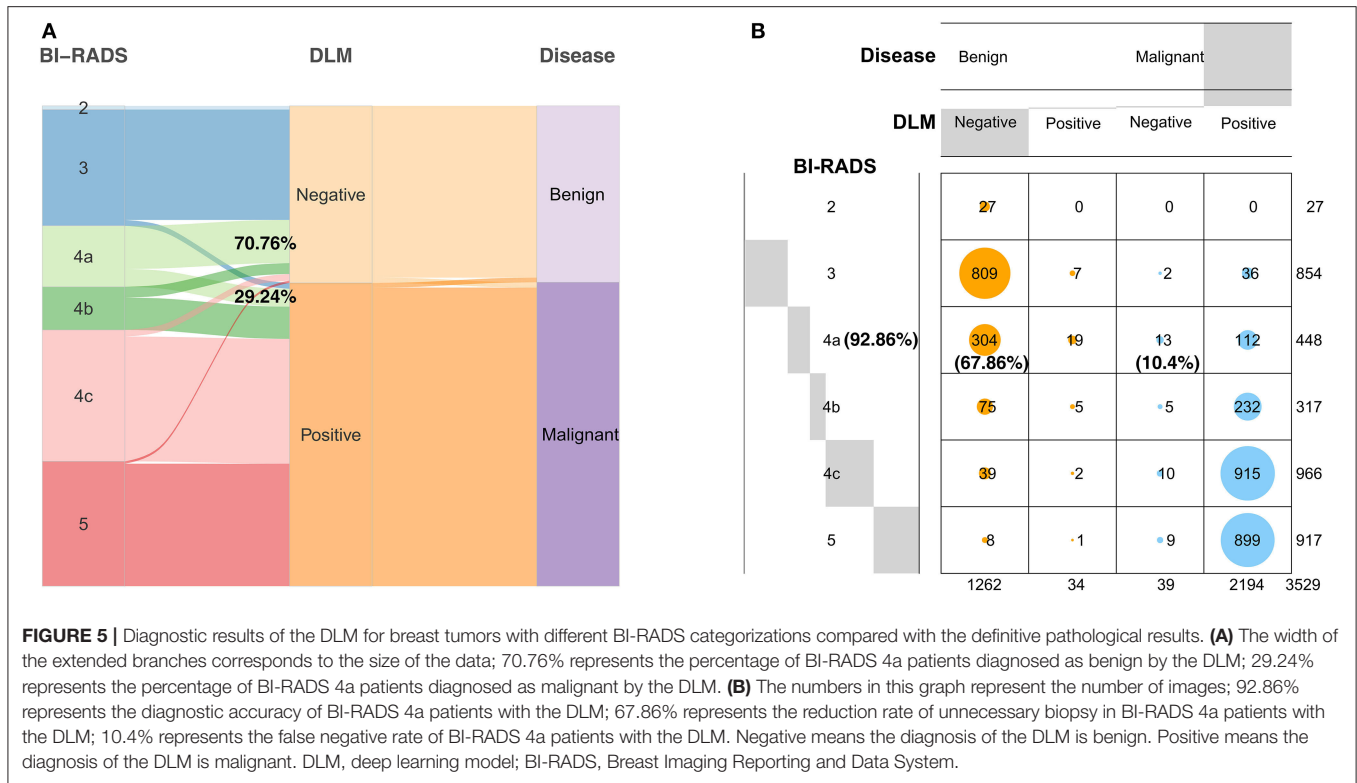 A
BI–RADS DLM Disease
2
3
4a
4b
4c
5
Negative
Positive
70.76%
29.24%
Benign
Malignant
B
Disease Benign Malignant
DLM Negative Positive Negative Positive
BI-RADS
2 27 0 0 0 27
3 809 7 2 36 854
4a (92.86%) 304 19 13 112 448
(67.86%) (10.4%)
4b 75 5 5 232 317
4c 39 2 10 915 966
5 8 1 9 899 917
1262 34 39 2194 3529
FIGURE 5 | Diagnostic results of the DLM for breast tumors with different BI-RADS categorizations compared with the definitive pathological results. (A) The width of
the extended branches corresponds to the size of the data; 70.76% represents the percentage of BI-RADS 4a patients diagnosed as benign by the DLM; 29.24%
represents the percentage of BI-RADS 4a patients diagnosed as malignant by the DLM. (B) The numbers in this graph represent the number of images; 92.86%
represents the diagnostic accuracy of BI-RADS 4a patients with the DLM; 67.86% represents the reduction rate of unnecessary biopsy in BI-RADS 4a patients with
the DLM; 10.4% represents the false negative rate of BI-RADS 4a patients with the DLM. Negative means the diagnosis of the DLM is benign. Positive means the
diagnosis of the DLM is malignant. DLM, deep learning model; BI-RADS, Breast Imaging Reporting and Data System.